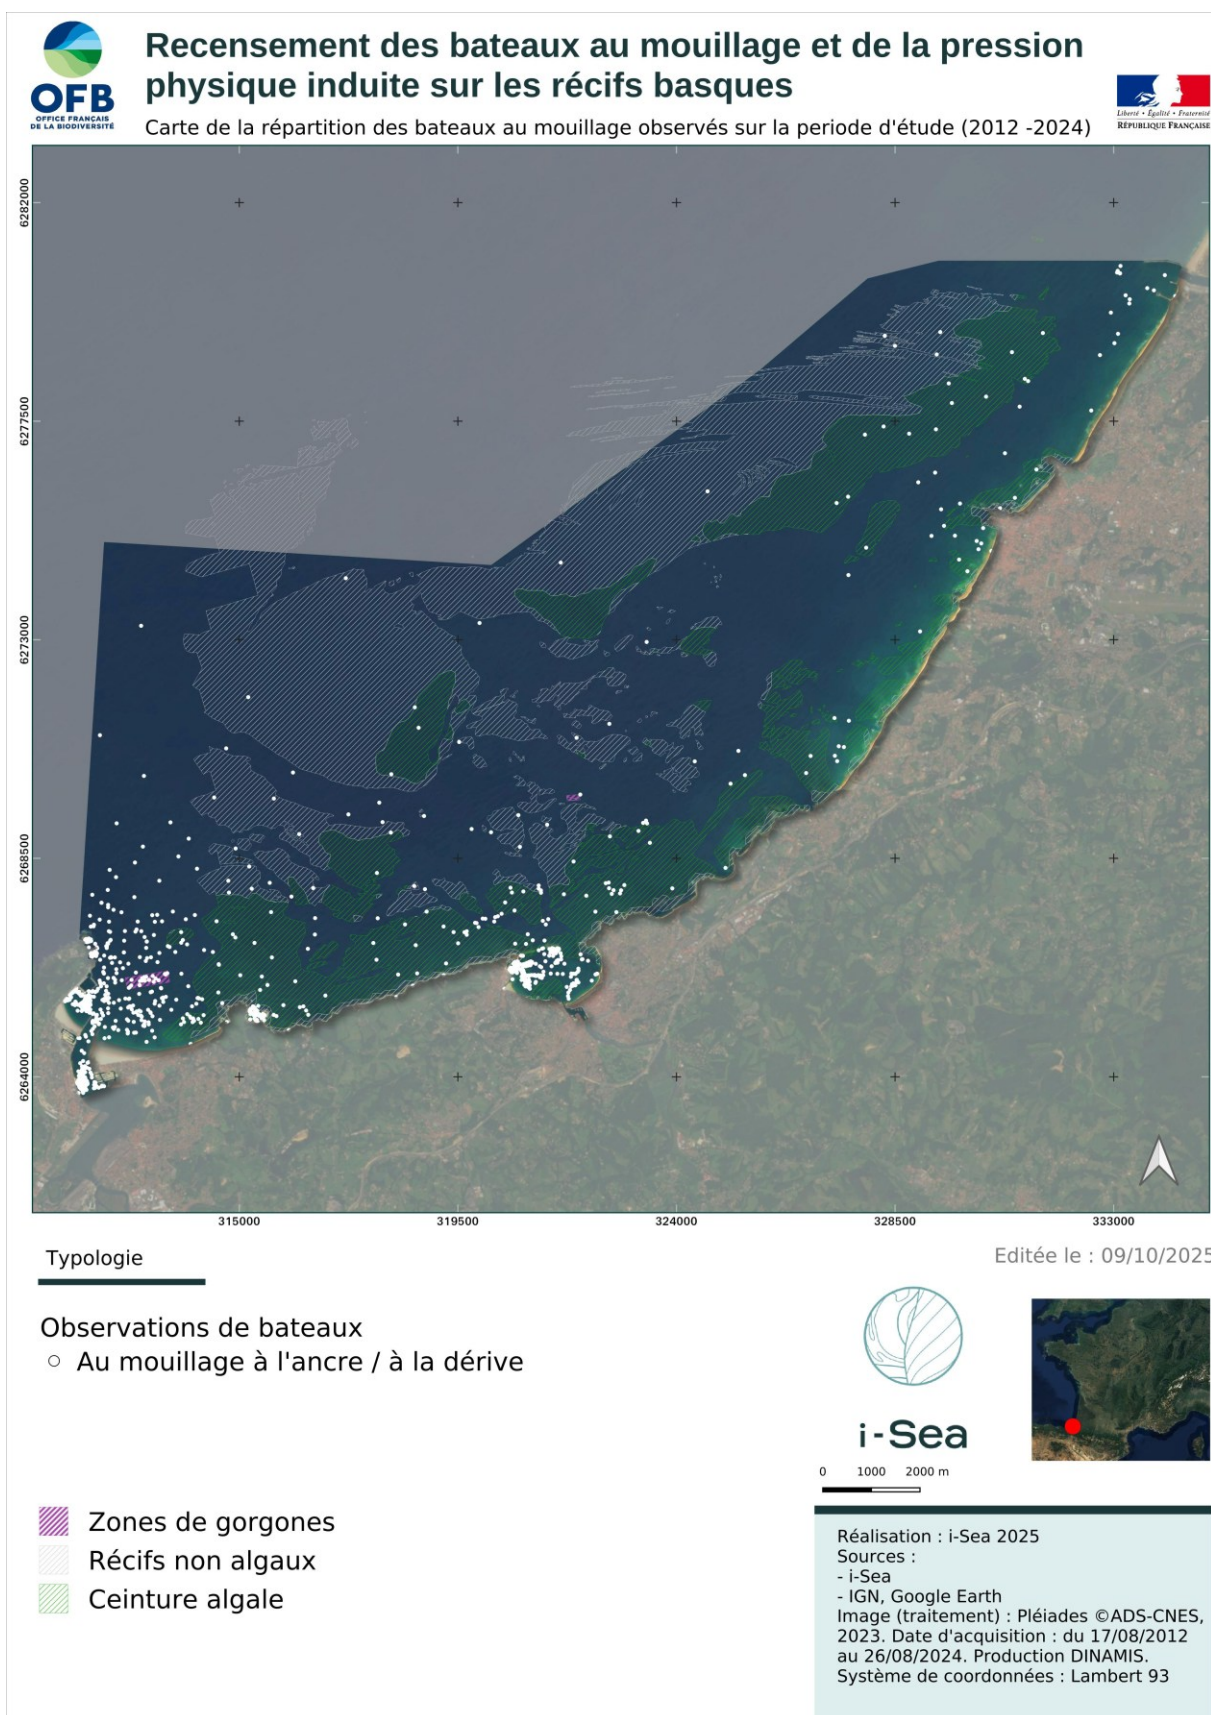 Recensement des bateaux au mouillage et de la pression
physique induite sur les récifs basques
Carte de la répartition des bateaux au mouillage observés sur la periode d'étude (2012 -2024)
OFB
OFFICE FRANÇAIS
DE LA BIODIVERSITÉ
Liberté • Égalité • Fraternité
RÉPUBLIQUE FRANÇAISE
6282000
6277500
6273000
6268500
6264000
315000
319500
324000
328500
333000
Typologie
Editée le : 09/10/2025
Observations de bateaux
Au mouillage à l'ancre / à la dérive
i-Sea
0 1000 2000 m
Zones de gorgones
Récifs non algaux
Ceinture algale
Réalisation : i-Sea 2025
Sources :
- i-Sea
- IGN, Google Earth
Image (traitement) : Pléiades ©ADS-CNES,
2023. Date d'acquisition : du 17/08/2012
au 26/08/2024. Production DINAMIS.
Système de coordonnées : Lambert 93